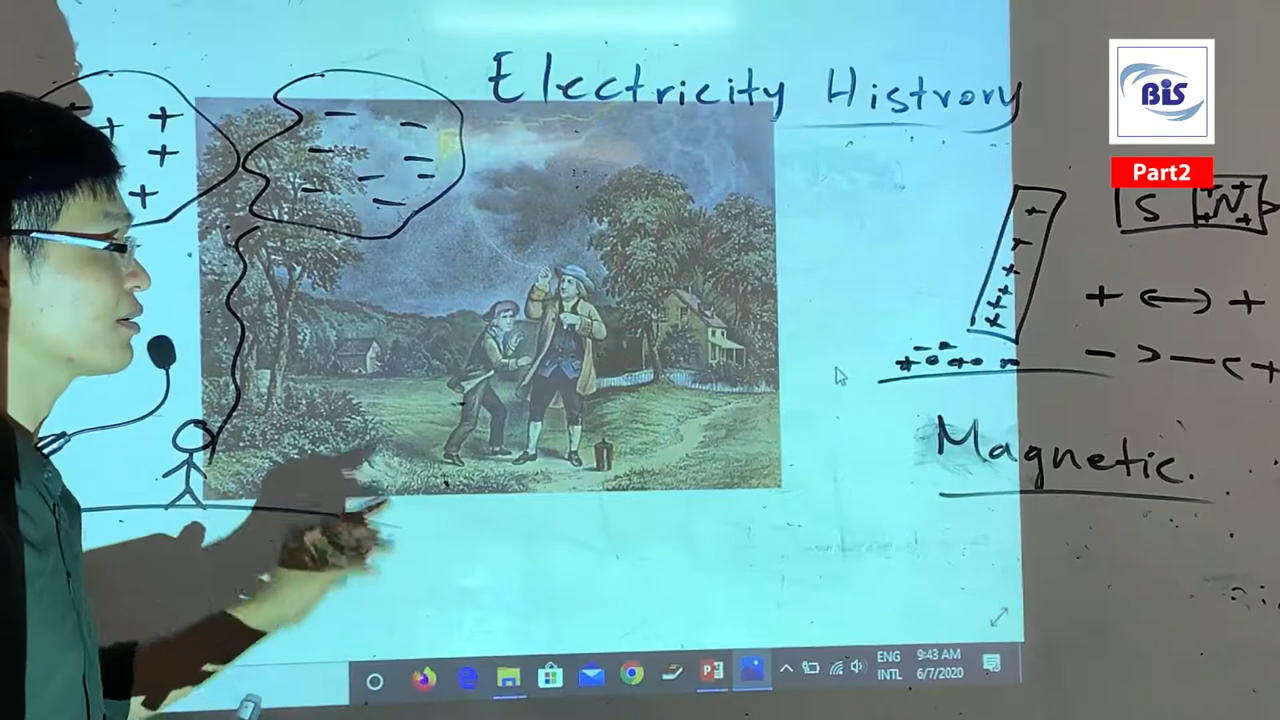 Electricity Histrory
BiS
Part2
+ + + + +
- - - - - - - -
+ + + + + + +
S N
+ + + +
+ ↔ +
- > — < +
Magnetic.
ENG
INTL
9:43 AM
6/7/2020